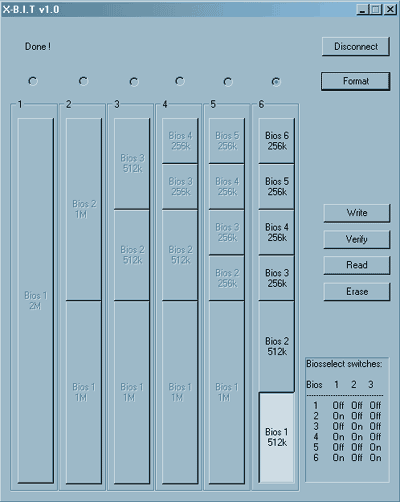 X-B.I.T v1.0
Done !
Disconnect
Format
1
2
3
4
5
6
Bios 1
2M
Bios 2
1M
Bios 1
1M
Bios 3
512k
Bios 2
512k
Bios 1
1M
Bios 4
256k
Bios 3
256k
Bios 2
512k
Bios 1
1M
Bios 5
256k
Bios 4
256k
Bios 3
256k
Bios 2
256k
Bios 1
1M
Bios 6
256k
Bios 5
256k
Bios 4
256k
Bios 3
256k
Bios 2
512k
Bios 1
512k
Write
Verify
Read
Erase
Biosselect switches:
Bios 1 2 3
1 Off Off Off
2 On Off Off
3 Off On Off
4 On On Off
5 Off Off On
6 On Off On